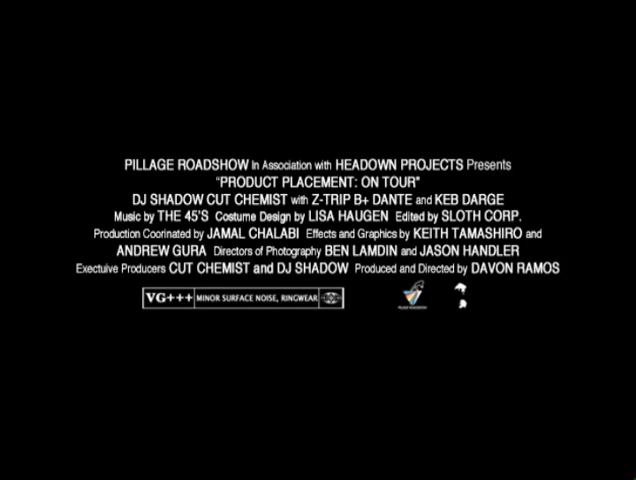 PILLAGE ROADSHOW In Association with HEADOWN PROJECTS Presents
"PRODUCT PLACEMENT: ON TOUR"
DJ SHADOW CUT CHEMIST with Z-TRIP B+ DANTE and KEB DARGE
Music by THE 45'S Costume Design by LISA HAUGEN Edited by SLOTH CORP.
Production Coorinated by JAMAL CHALABI Effects and Graphics by KEITH TAMASHIRO and
ANDREW GURA Directors of Photography BEN LAMDIN and JASON HANDLER
Exectuive Producers CUT CHEMIST and DJ SHADOW Produced and Directed by DAVON RAMOS
VG+++ MINOR SURFACE NOISE, RINGWEAR
PILLAGE ROADSHOW